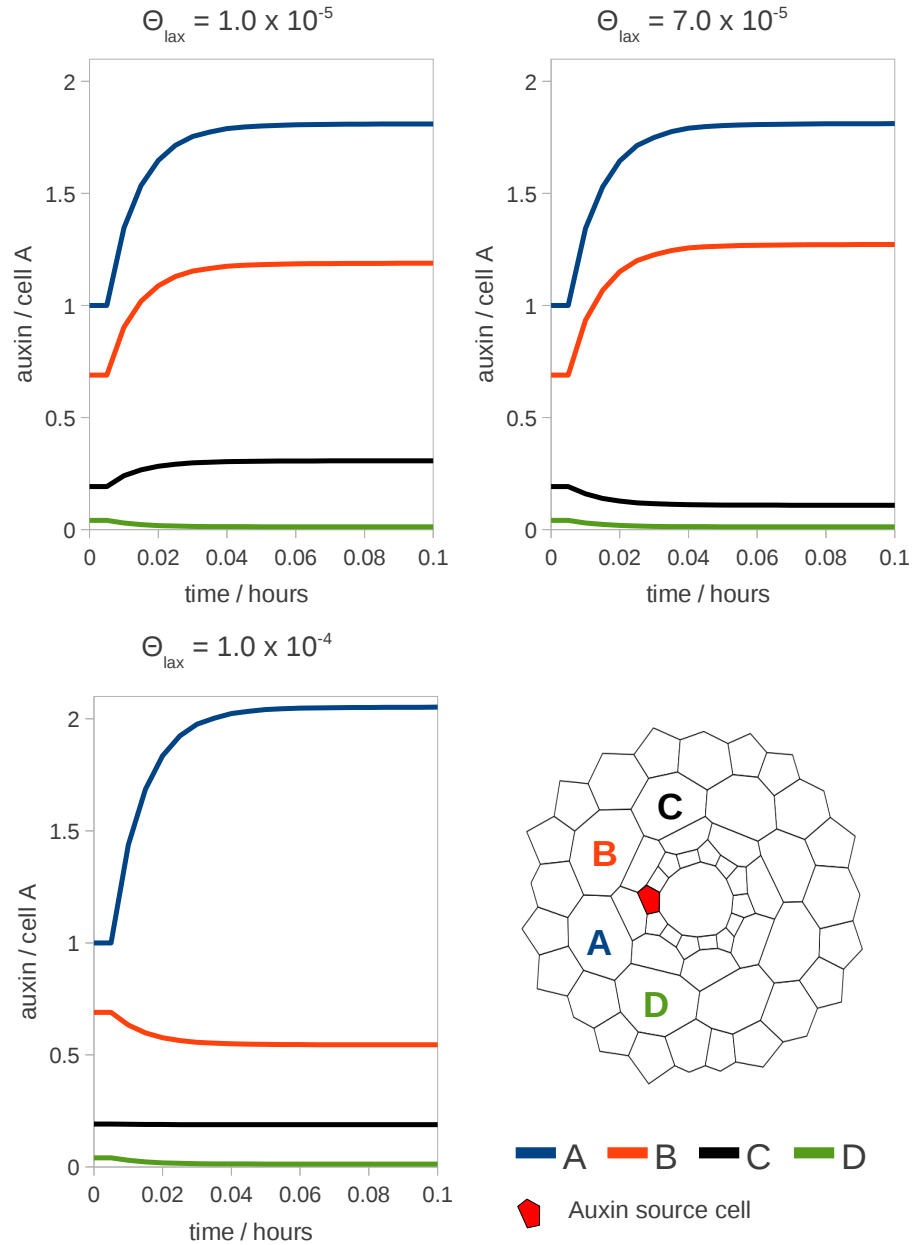 Θlax = 1.0 x 10-5
2
1.5
1
0.5
0
auxin / cell A
0 0.02 0.04 0.06 0.08 0.1
time / hours
Θlax = 7.0 x 10-5
2
1.5
1
0.5
0
auxin / cell A
0 0.02 0.04 0.06 0.08 0.1
time / hours
Θlax = 1.0 x 10-4
2
1.5
1
0.5
0
auxin / cell A
0 0.02 0.04 0.06 0.08 0.1
time / hours
C
B
A
D
A B C D
Auxin source cell